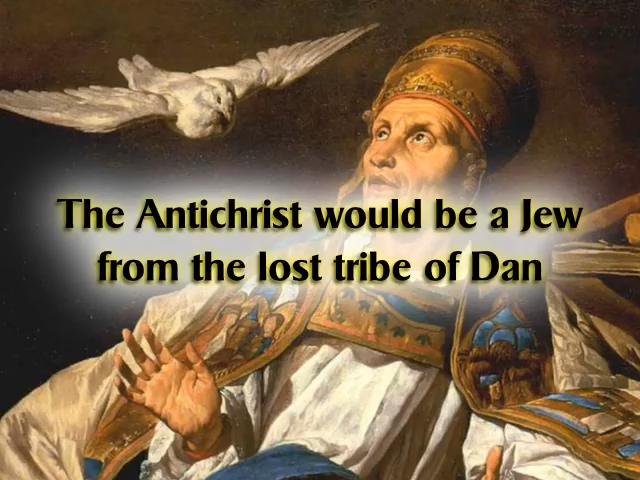 The Antichrist would be a Jew
from the lost tribe of Dan